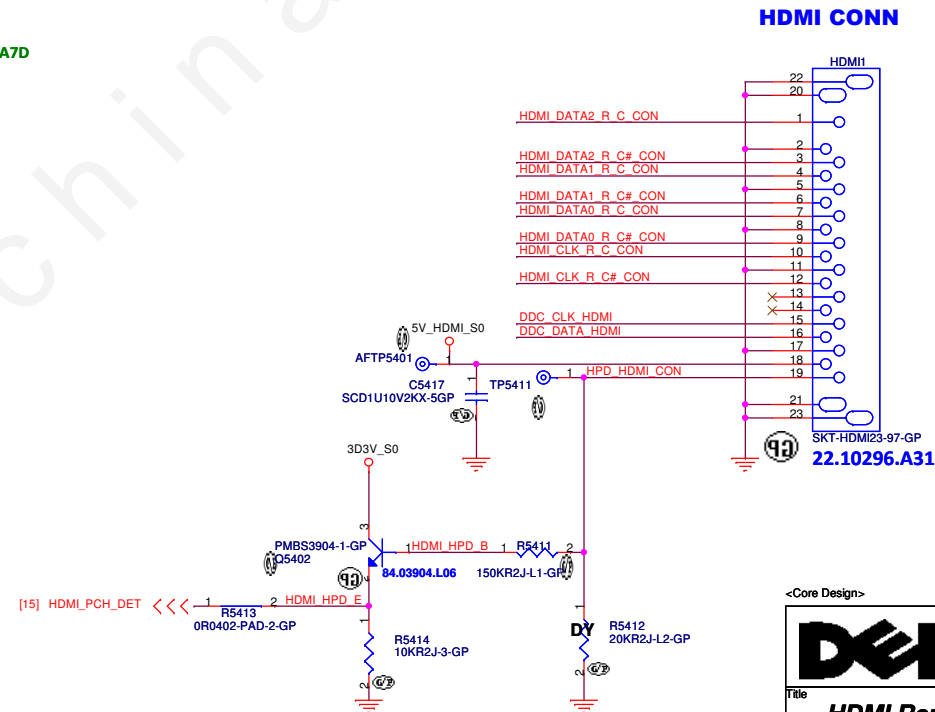 HDMI CONN
A7D
HDMI1
22
20
HDMI_DATA2_R_C_CON 1
2
HDMI_DATA2_R_C#_CON 3
HDMI_DATA1_R_C_CON 4
5
HDMI_DATA1_R_C#_CON 6
HDMI_DATA0_R_C_CON 7
8
HDMI_DATA0_R_C#_CON 9
HDMI_CLK_R_C_CON 10
11
HDMI_CLK_R_C#_CON 12
13
14
DDC_CLK_HDMI 15
DDC_DATA_HDMI 16
17
5V_HDMI_S0
AFTP5401 1 18
TP5411 1 HPD_HDMI_CON 19
C5417 1
SCD1U10V2KX-5GP
21
23
SKT-HDMI23-97-GP
22.10296.A31
3D3V_S0
3
PMBS3904-1-GP
Q5402
1 HDMI_HPD_B 1 R5411 2
84.03904.L06
150KR2J-L1-GP
[15] HDMI_PCH_DET 1 2 HDMI_HPD_E
R5413
0R0402-PAD-2-GP
1
R5414
10KR2J-3-GP
2
1
DY R5412
20KR2J-L2-GP
2
<Core Design>
Title
china